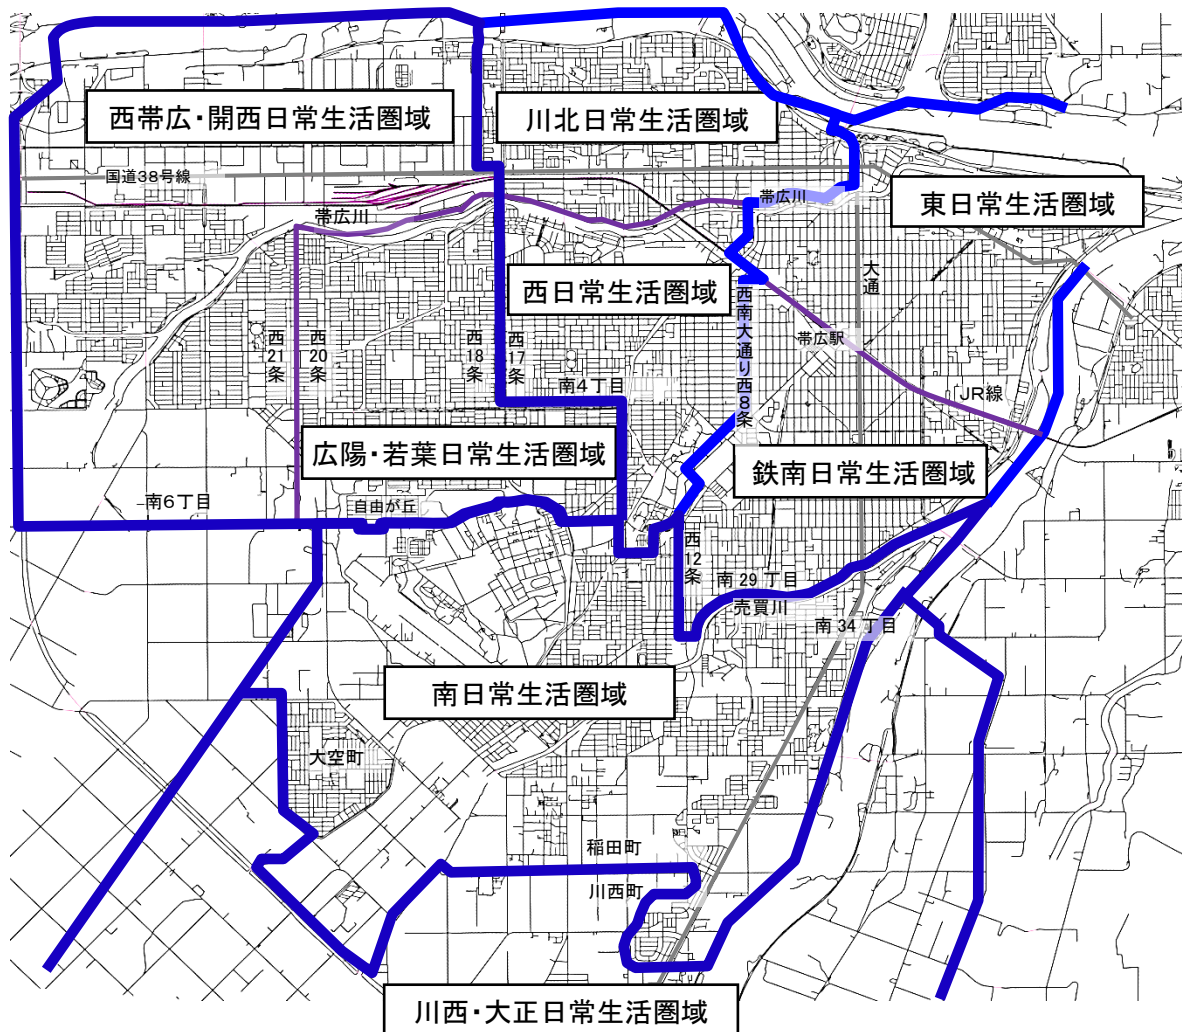 西帯広・開西日常生活圏域
川北日常生活圏域
国道38号線
帯広川
帯広川
東日常生活圏域
西日常生活圏域
大通
西南大通り西8条
帯広駅
西21条
西20条
西18条
西17条
南4丁目
JR線
広陽・若葉日常生活圏域
鉄南日常生活圏域
南6丁目
自由が丘
西12条
南29丁目
売買川
南34丁目
南日常生活圏域
大空町
稲田町
川西町
川西・大正日常生活圏域